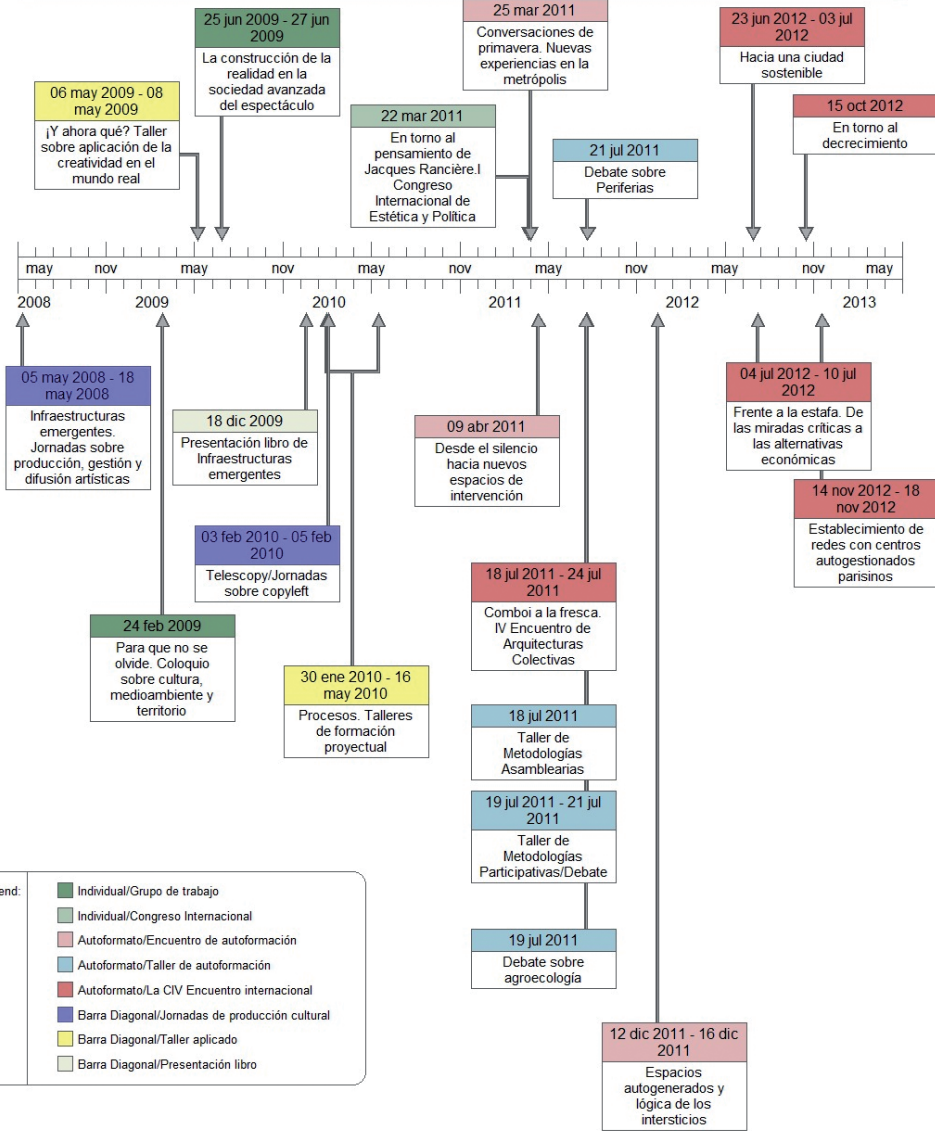 25 jun 2009 - 27 jun
2009
La construcción de la
realidad en la
sociedad avanzada
del espectáculo
25 mar 2011
Conversaciones de
primavera. Nuevas
experiencias en la
metrópolis
23 jun 2012 - 03 jul
2012
Hacia una ciudad
sostenible
06 may 2009 - 08
may 2009
¡Y ahora qué? Taller
sobre aplicación de la
creatividad en el
mundo real
22 mar 2011
En torno al
pensamiento de
Jacques Rancière.I
Congreso
Internacional de
Estética y Política
21 jul 2011
Debate sobre
Periferias
15 oct 2012
En torno al
decrecimiento
may nov may nov may nov may nov may nov may
2008 2009 2010 2011 2012 2013
05 may 2008 - 18
may 2008
Infraestructuras
emergentes.
Jornadas sobre
producción, gestión y
difusión artísticas
18 dic 2009
Presentación libro de
Infraestructuras
emergentes
09 abr 2011
Desde el silencio
hacia nuevos
espacios de
intervención
04 jul 2012 - 10 jul
2012
Frente a la estafa. De
las miradas críticas a
las alternativas
económicas
14 nov 2012 - 18
nov 2012
Establecimiento de
redes con centros
autogestionados
parisinos
03 feb 2010 - 05 feb
2010
Telescopy/Jornadas
sobre copyleft
18 jul 2011 - 24 jul
2011
Comboi a la fresca.
IV Encuentro de
Arquitecturas
Colectivas
24 feb 2009
Para que no se
olvide. Coloquio
sobre cultura,
medioambiente y
territorio
30 ene 2010 - 16
may 2010
Procesos. Talleres
de formación
proyectual
18 jul 2011
Taller de
Metodologías
Asamblearias
19 jul 2011 - 21 jul
2011
Taller de
Metodologías
Participativas/Debate
19 jul 2011
Debate sobre
agroecología
12 dic 2011 - 16 dic
2011
Espacios
autogenerados y
lógica de los
intersticios
end:
Individual/Grupo de trabajo
Individual/Congreso Internacional
Autoformato/Encuentro de autoformación
Autoformato/Taller de autoformación
Autoformato/La CIV Encuentro internacional
Barra Diagonal/Jornadas de producción cultural
Barra Diagonal/Taller aplicado
Barra Diagonal/Presentación libro